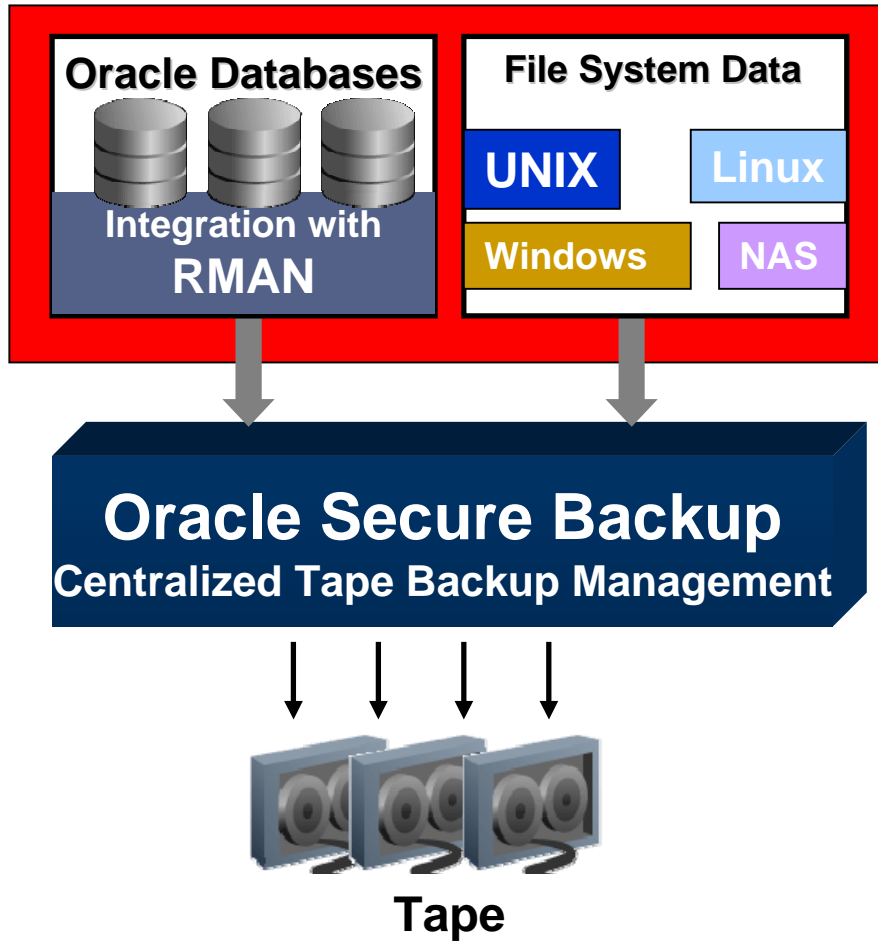 Oracle Databases
Integration with
RMAN
File System Data
UNIX
Linux
Windows
NAS
Oracle Secure Backup
Centralized Tape Backup Management
Tape